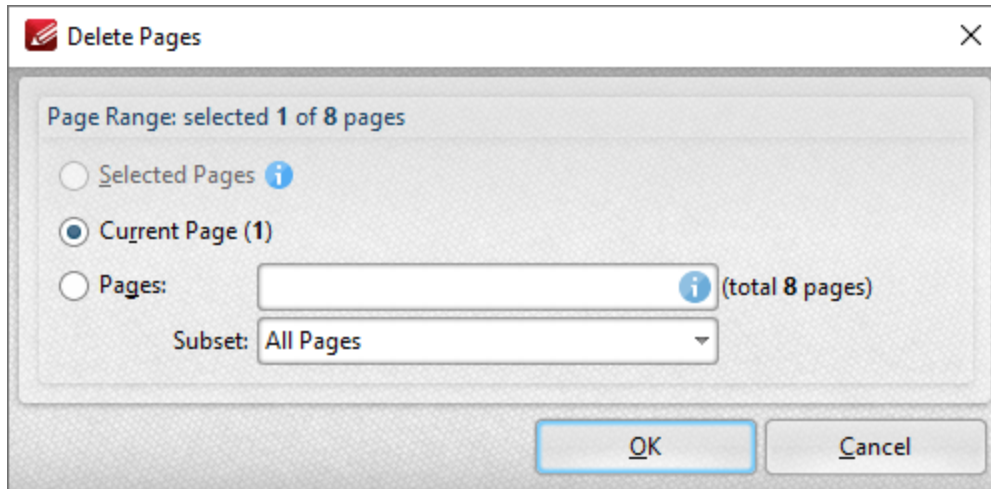 Delete Pages
Page Range: selected 1 of 8 pages
Selected Pages
Current Page (1)
Pages: (total 8 pages)
Subset: All Pages
OK Cancel